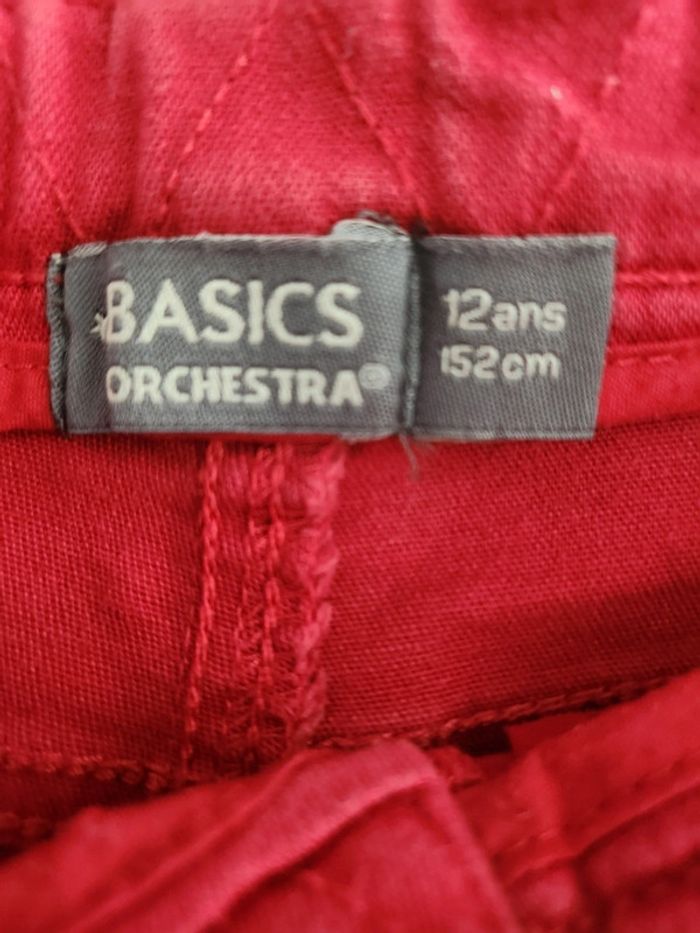 BASICS
ORCHESTRA®
12ans
152cm